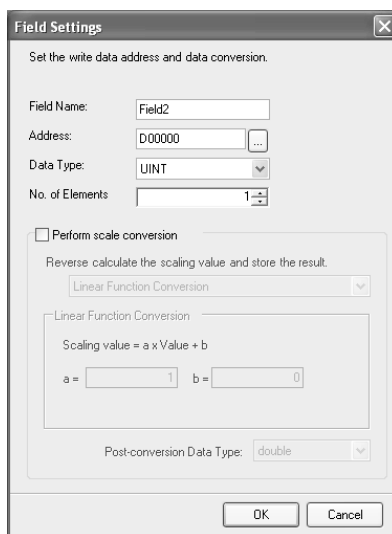 Field Settings
Set the write data address and data conversion.
Field Name: Field2
Address: D00000 ...
Data Type: UINT
No. of Elements 1
Perform scale conversion
Reverse calculate the scaling value and store the result.
Linear Function Conversion
Linear Function Conversion
Scaling value = a x Value + b
a = 1 b = 0
Post-conversion Data Type: double
OK Cancel